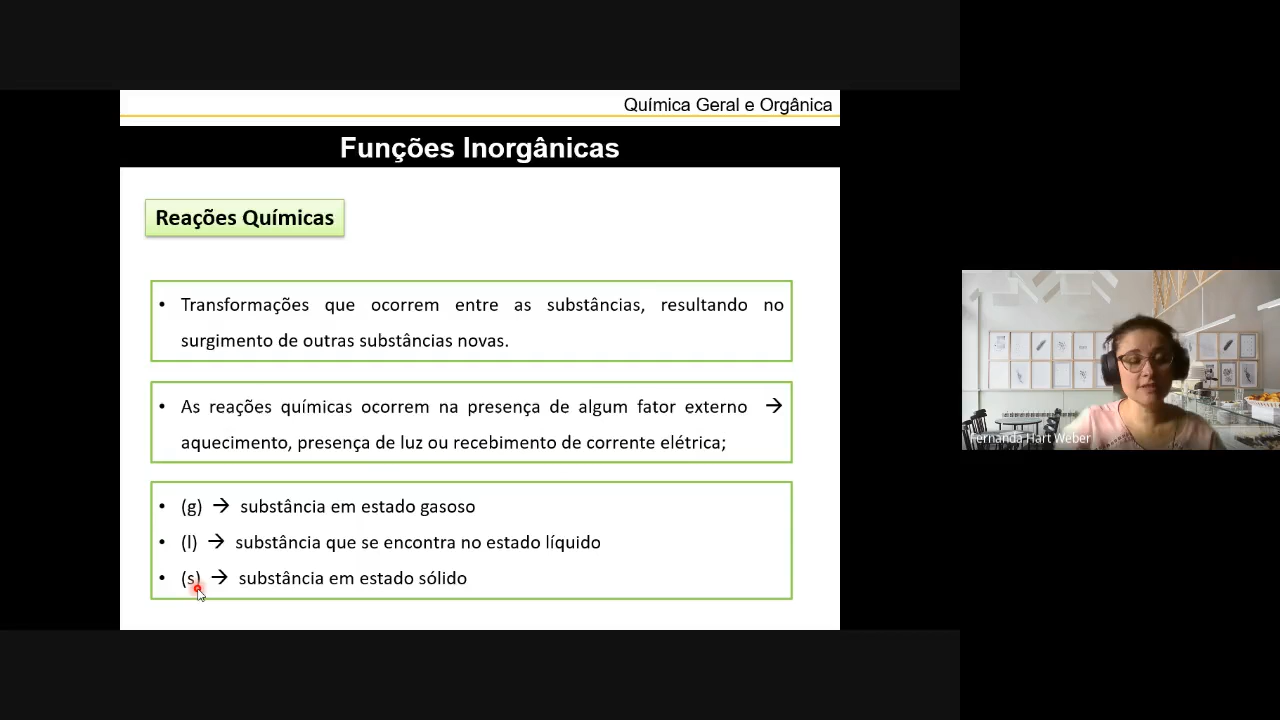 Química Geral e Orgânica
Funções Inorgânicas
Reações Químicas
• Transformações que ocorrem entre as substâncias, resultando no
surgimento de outras substâncias novas.
• As reações químicas ocorrem na presença de algum fator externo →
aquecimento, presença de luz ou recebimento de corrente elétrica;
• (g) → substância em estado gasoso
• (l) → substância que se encontra no estado líquido
• (s) → substância em estado sólido
Fernanda Hart Weber